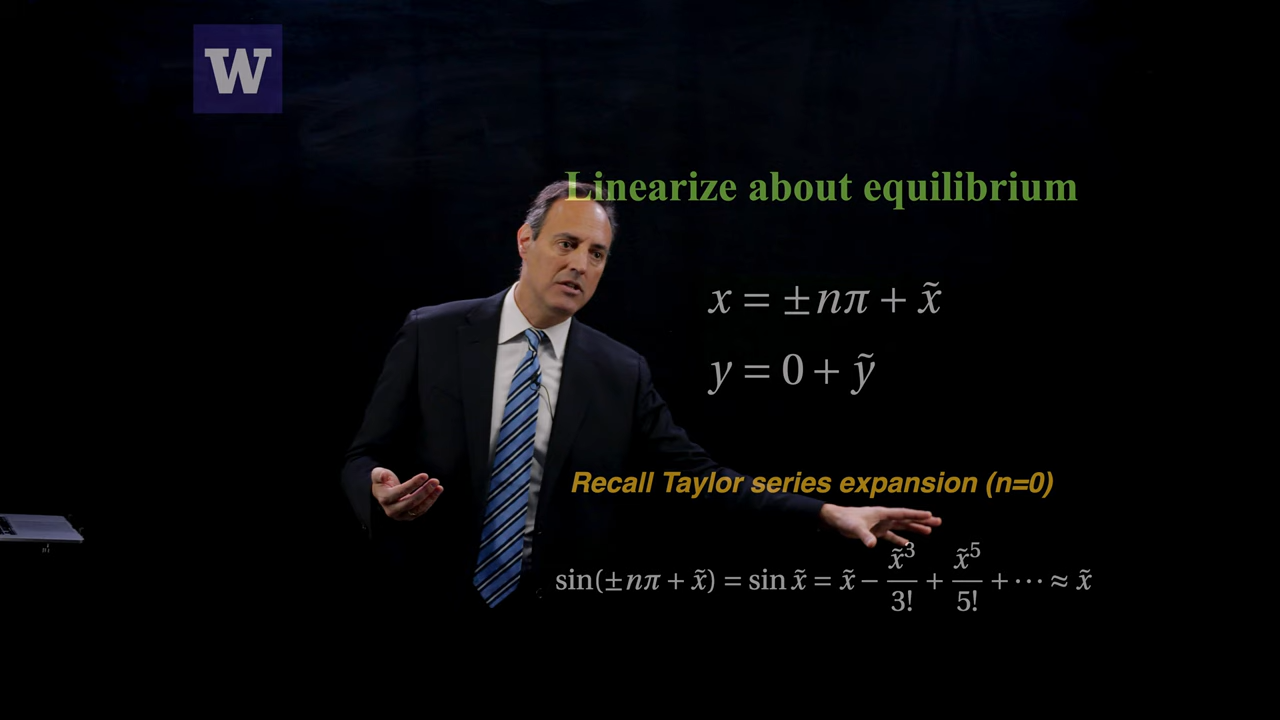 W
Linearize about equilibrium
x = ±nπ + x̃
y = 0 + ỹ
Recall Taylor series expansion (n=0)
sin(±nπ + x̃) = sin x̃ = x̃ − x̃³/3! + x̃⁵/5! + ⋯ ≈ x̃